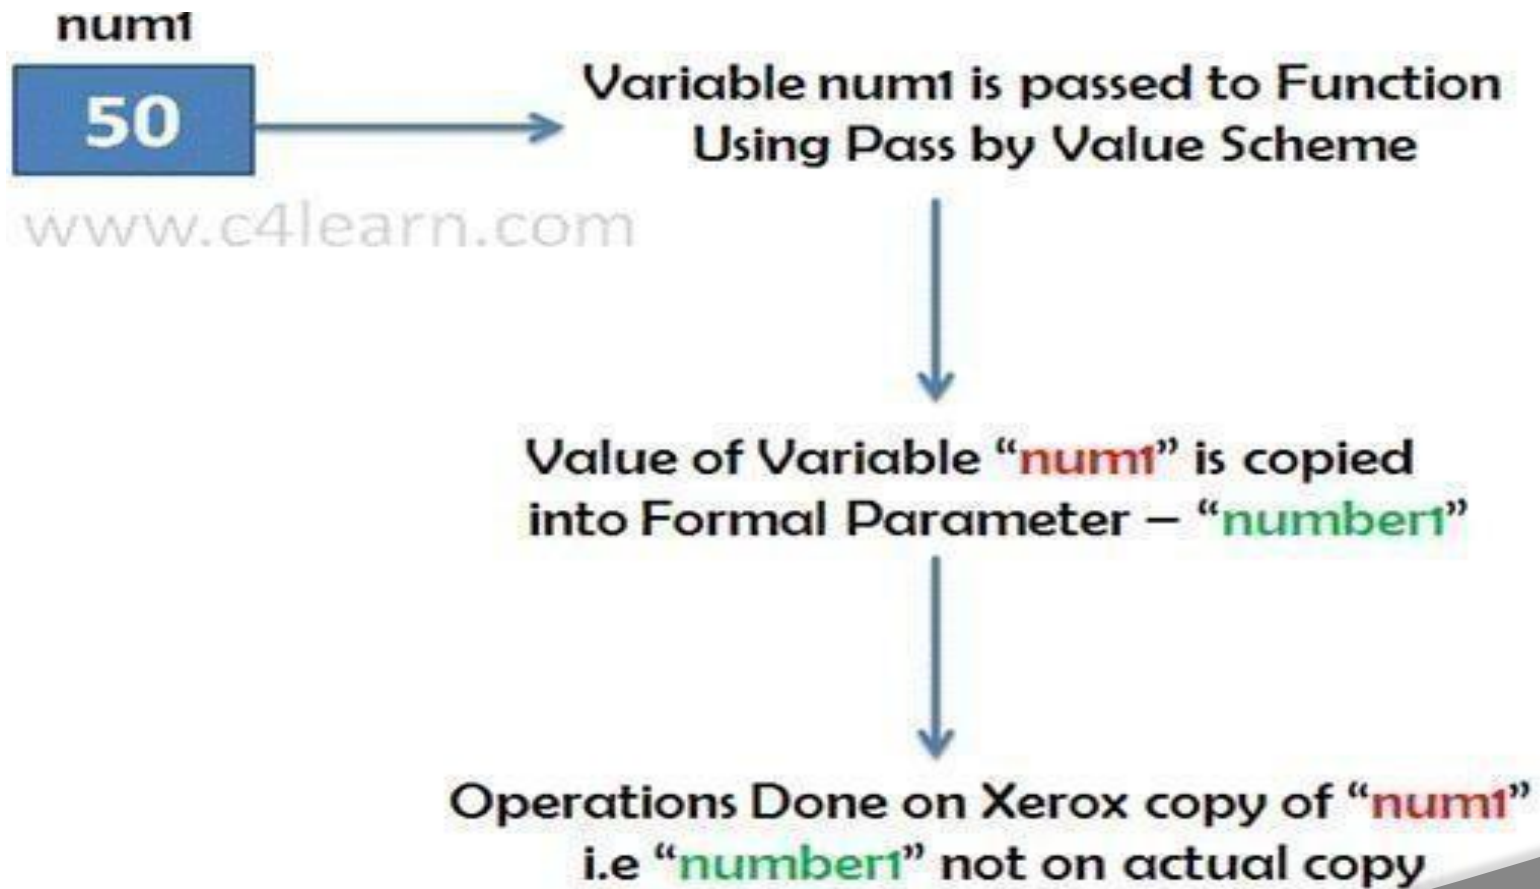 num1
50
Variable num1 is passed to Function
Using Pass by Value Scheme
www.c4learn.com
Value of Variable “num1” is copied
into Formal Parameter – “number1”
Operations Done on Xerox copy of “num1”
i.e “number1” not on actual copy